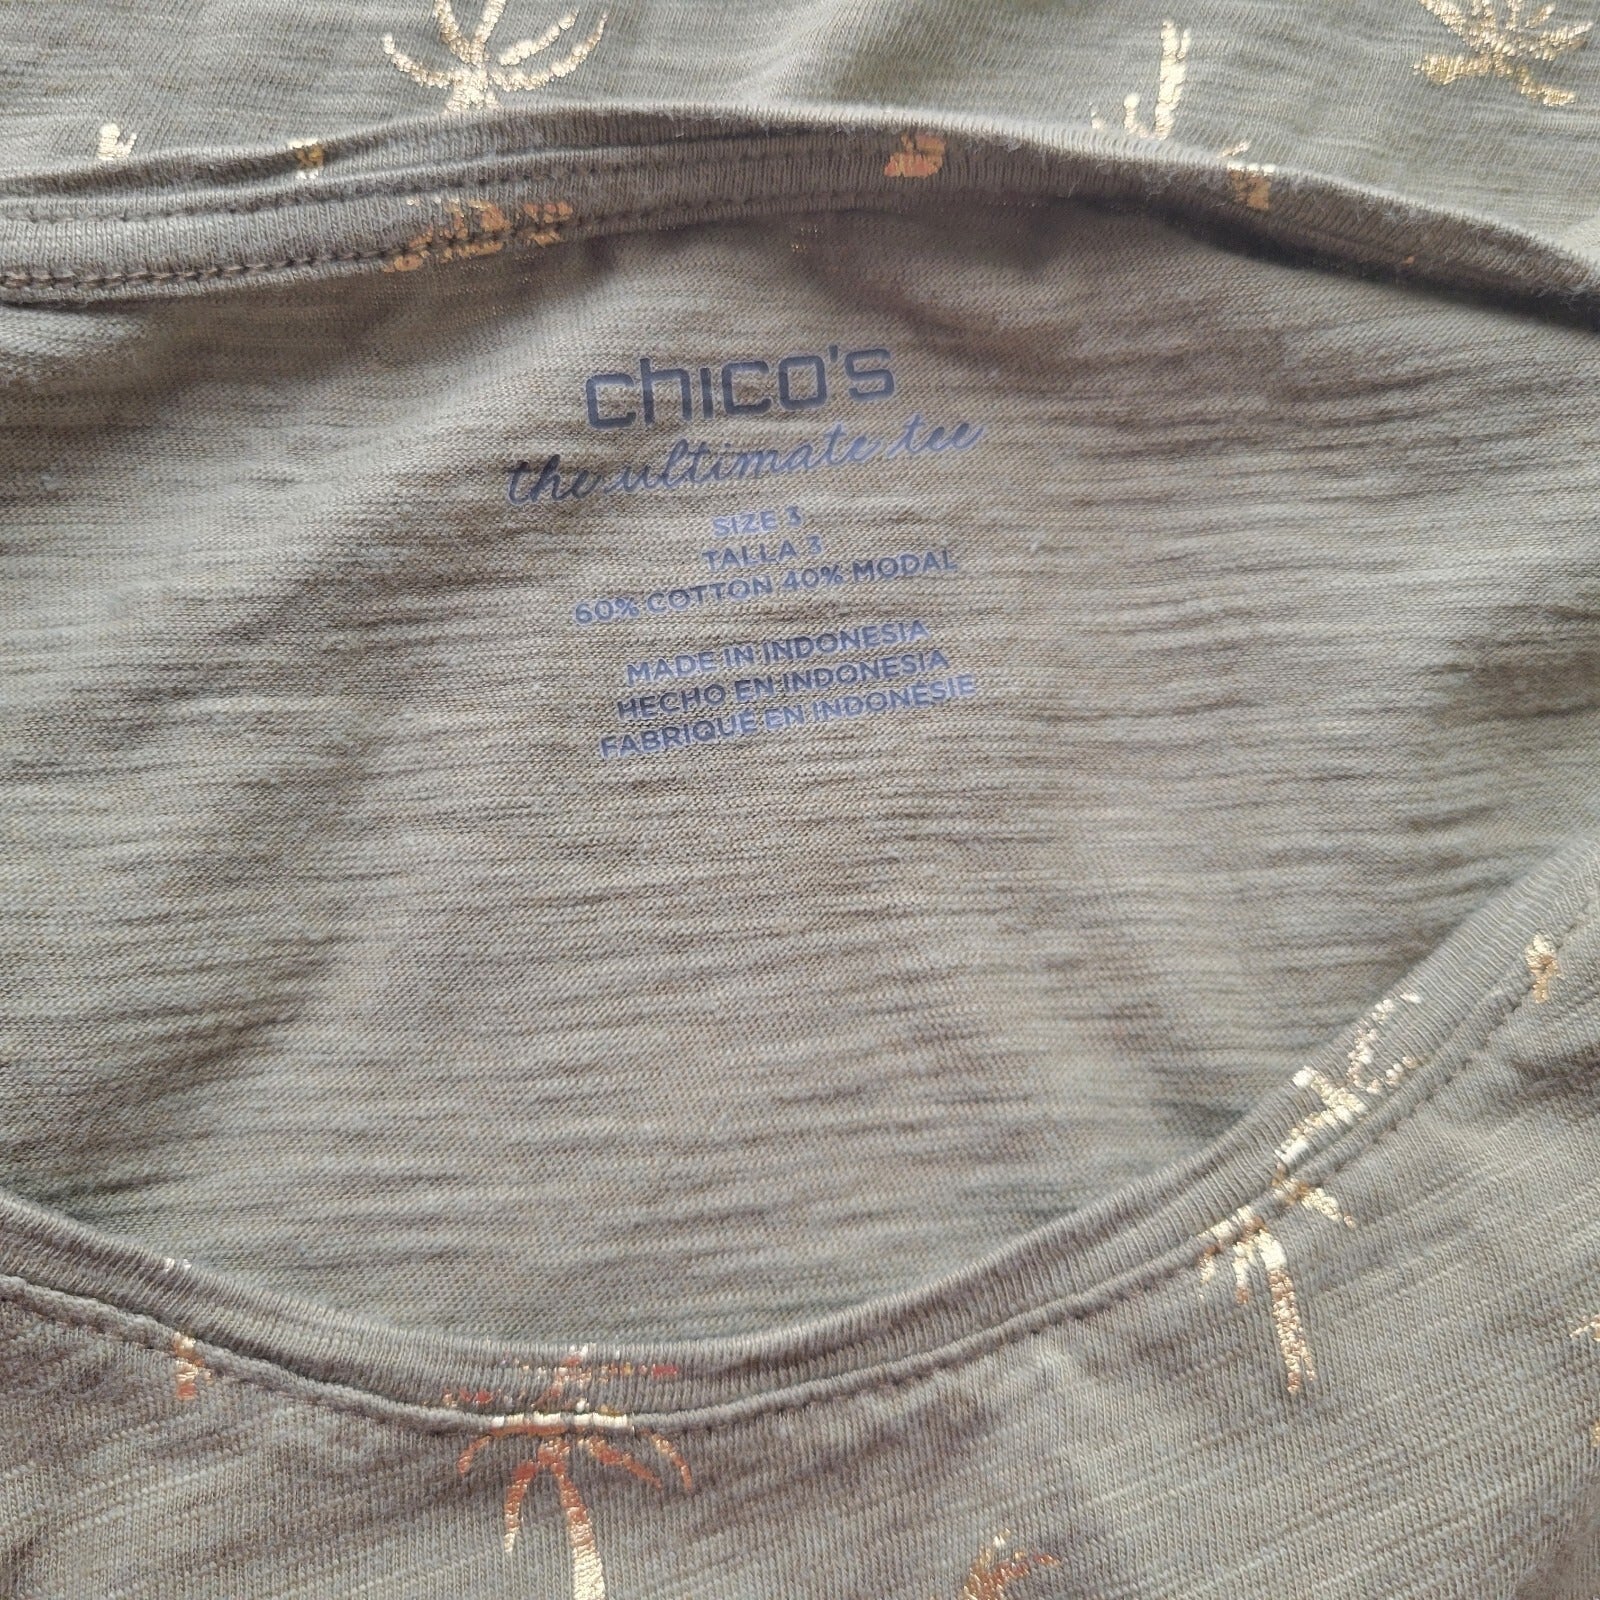 chico's
the ultimate tee
SIZE 3
TALLA 3
60% COTTON 40% MODAL
MADE IN INDONESIA
HECHO EN INDONESIA
FABRIQUÉ EN INDONESIE